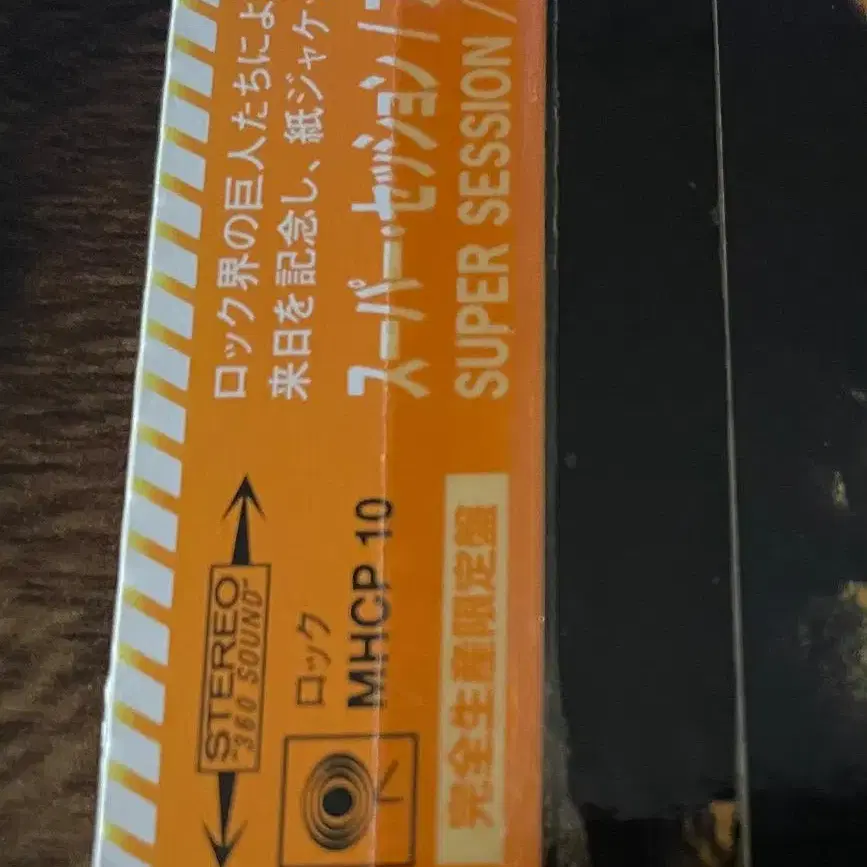 ロック界の巨人たちによ
来日を記念し、紙ジャケ
スーパー・セッション/
SUPER SESSION /
STEREO
"360 SOUND"
ロック
MHCP 10
完全生産限定盤